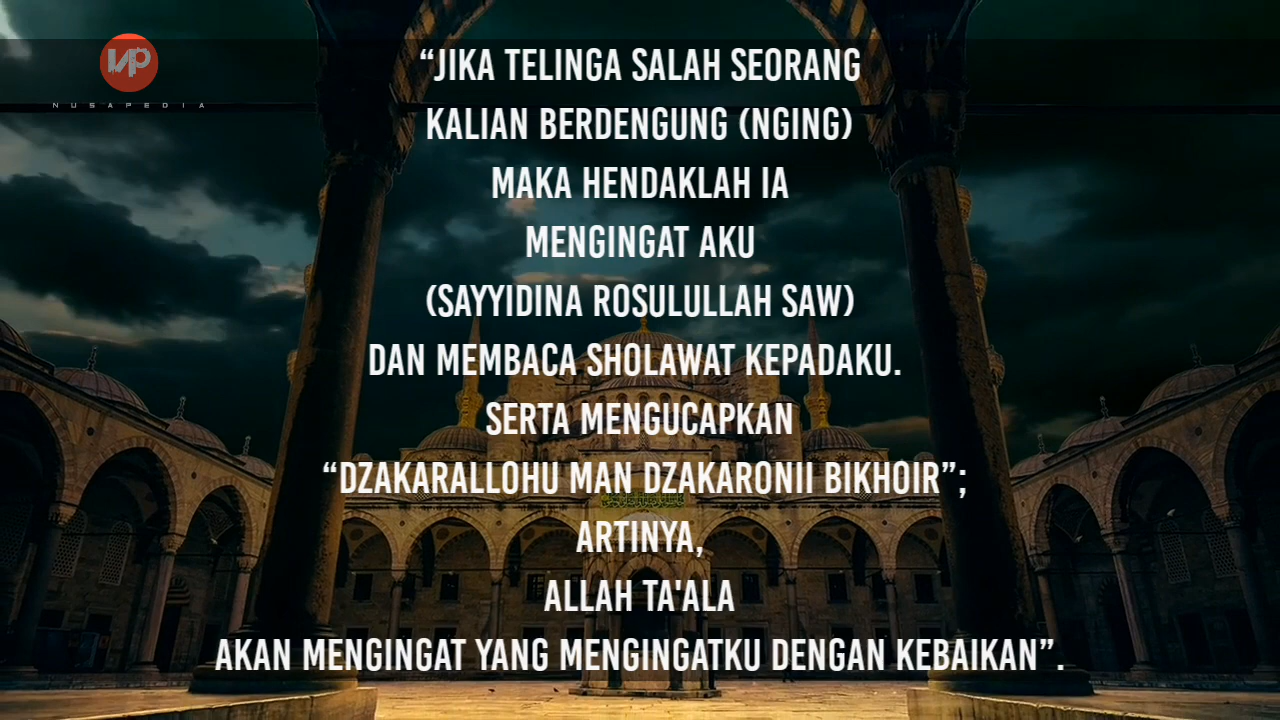 NUSAPEDIA
“JIKA TELINGA SALAH SEORANG
KALIAN BERDENGUNG (NGING)
MAKA HENDAKLAH IA
MENGINGAT AKU
(SAYYIDINA ROSULULLAH SAW)
DAN MEMBACA SHOLAWAT KEPADAKU.
SERTA MENGUCAPKAN
“DZAKARALLOHU MAN DZAKARONII BIKHOIR”;
ARTINYA,
ALLAH TA'ALA
AKAN MENGINGAT YANG MENGINGATKU DENGAN KEBAIKAN”.